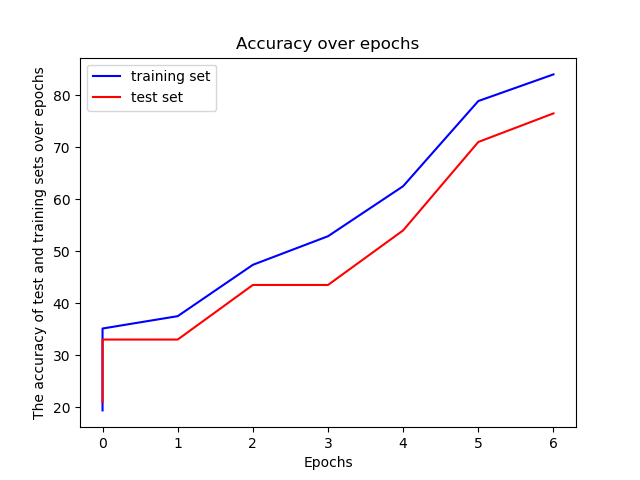 Accuracy over epochs
training set
test set
The accuracy of test and training sets over epochs
80
70
60
50
40
30
20
0 1 2 3 4 5 6
Epochs